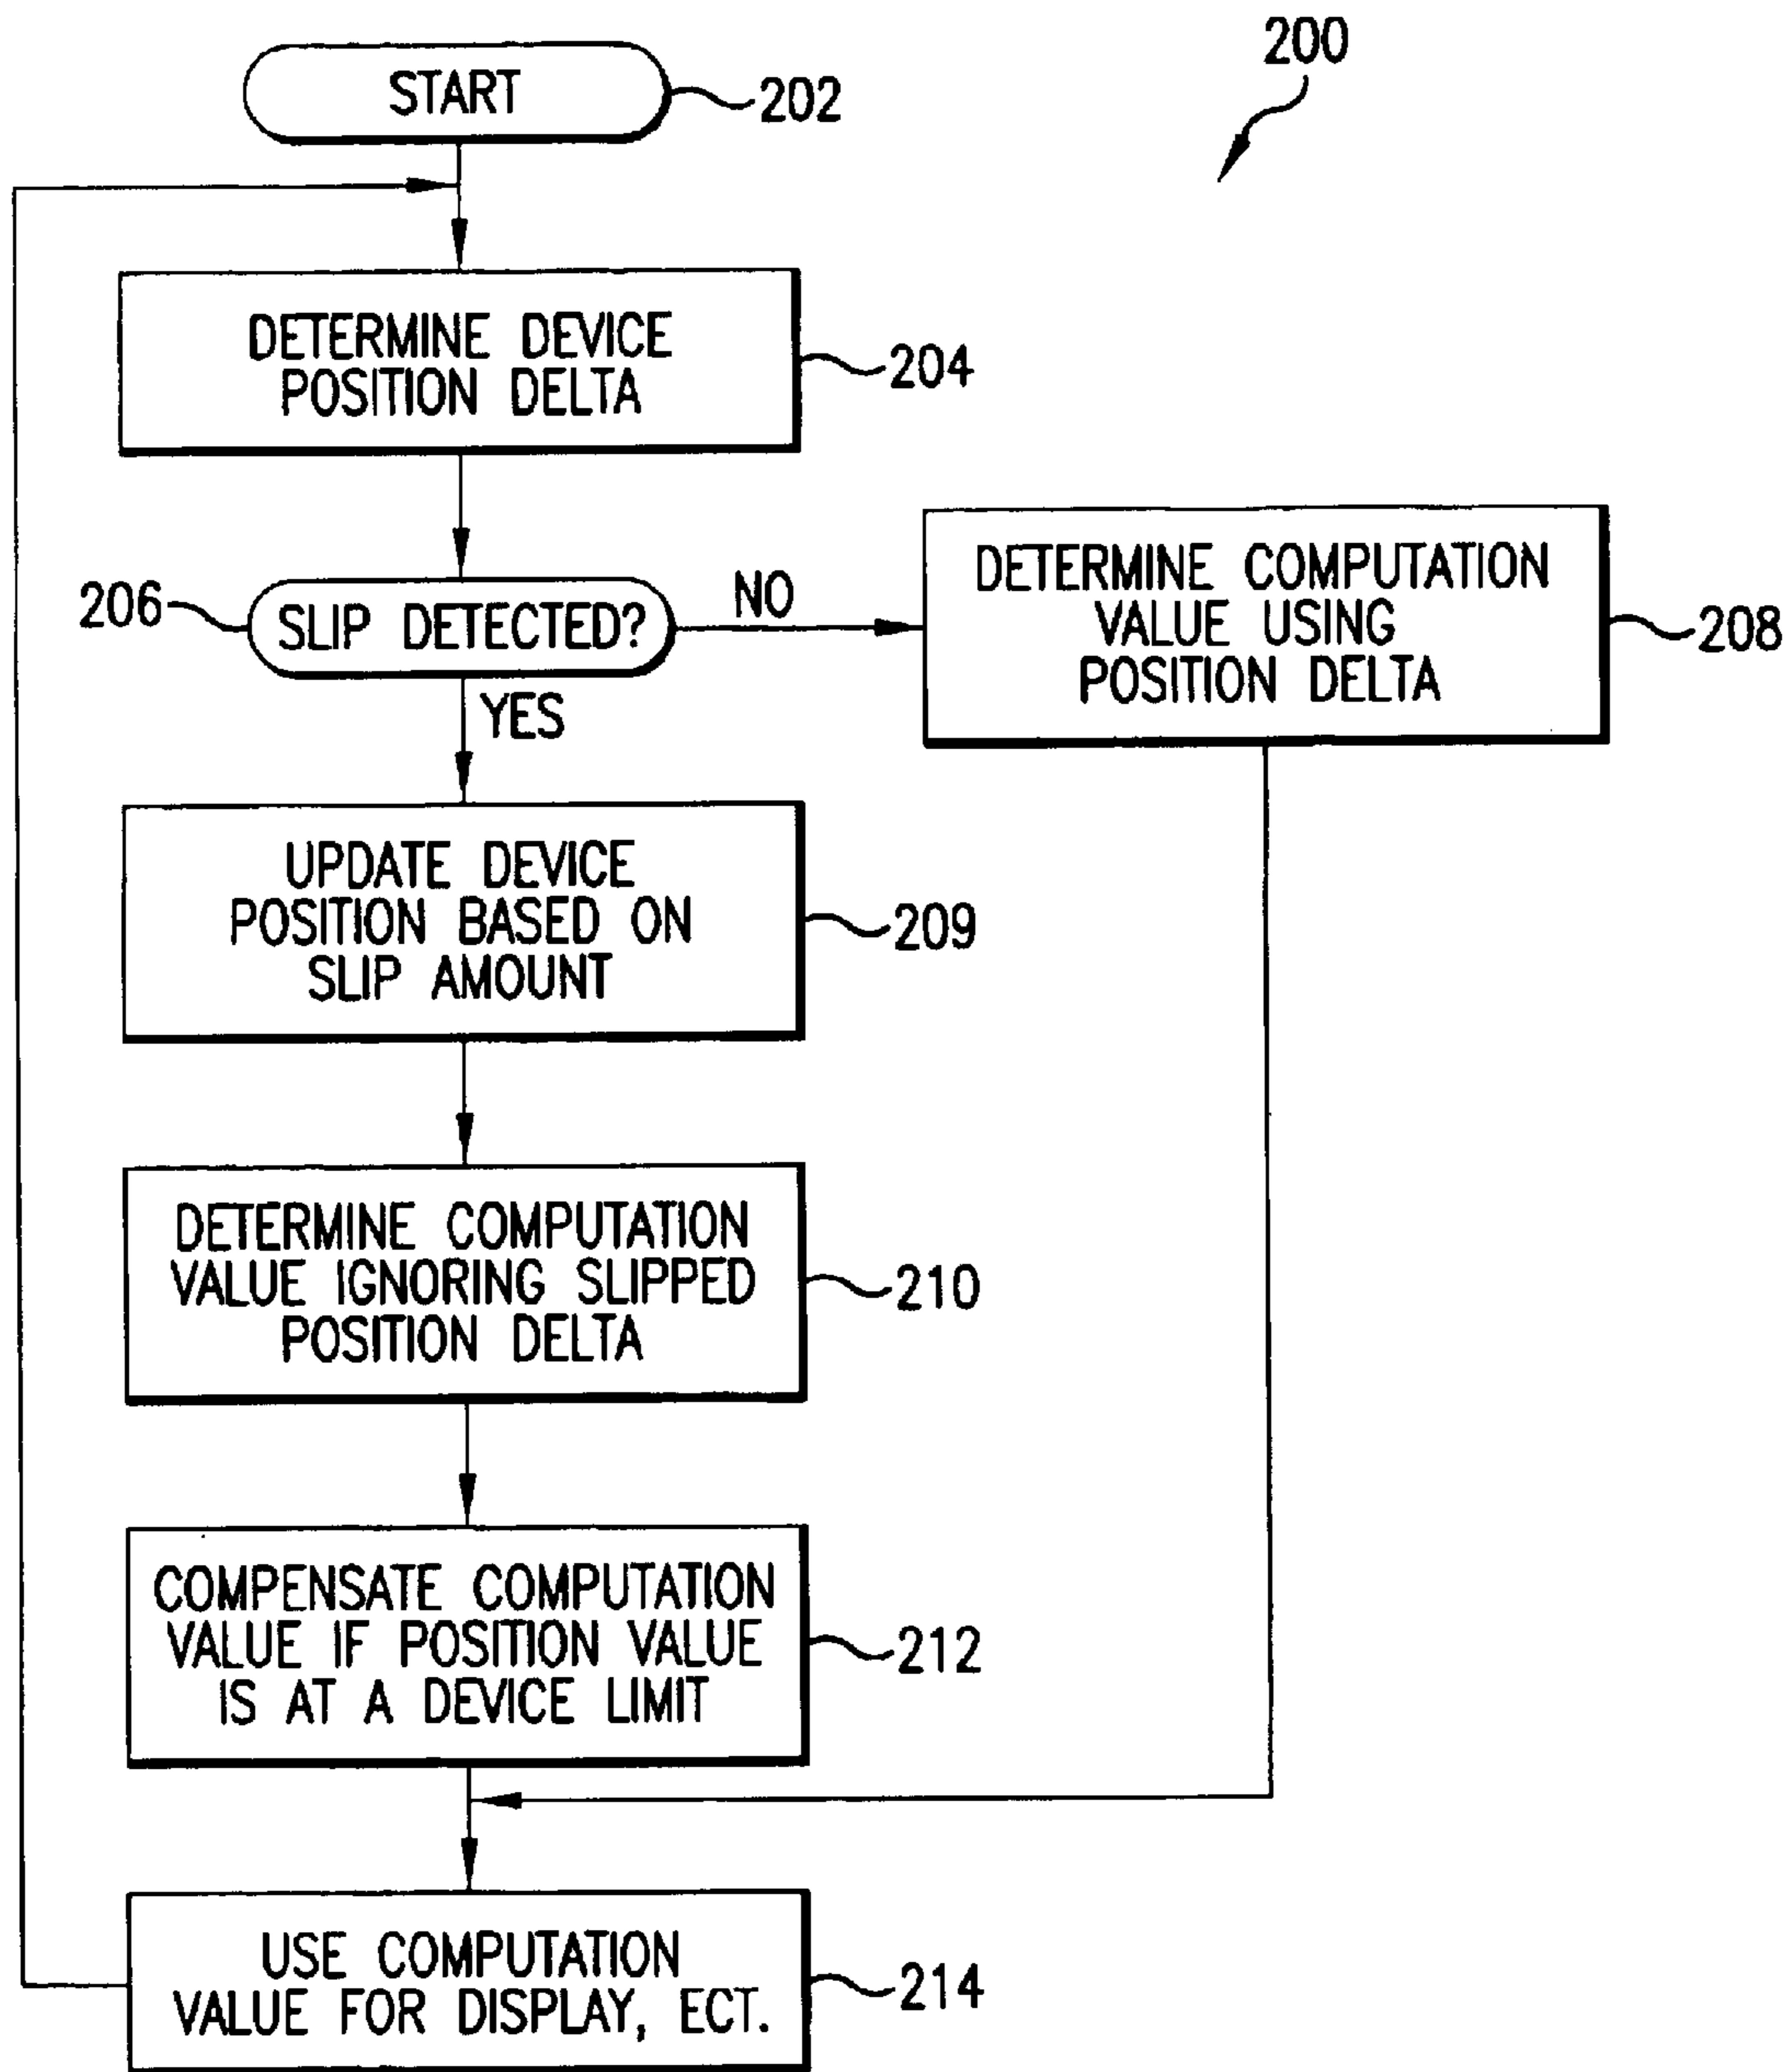 200
START
202
DETERMINE DEVICE
POSITION DELTA
204
206
SLIP DETECTED?
NO
YES
DETERMINE COMPUTATION
VALUE USING
POSITION DELTA
208
UPDATE DEVICE
POSITION BASED ON
SLIP AMOUNT
209
DETERMINE COMPUTATION
VALUE IGNORING SLIPPED
POSITION DELTA
210
COMPENSATE COMPUTATION
VALUE IF POSITION VALUE
IS AT A DEVICE LIMIT
212
USE COMPUTATION
VALUE FOR DISPLAY, ECT.
214